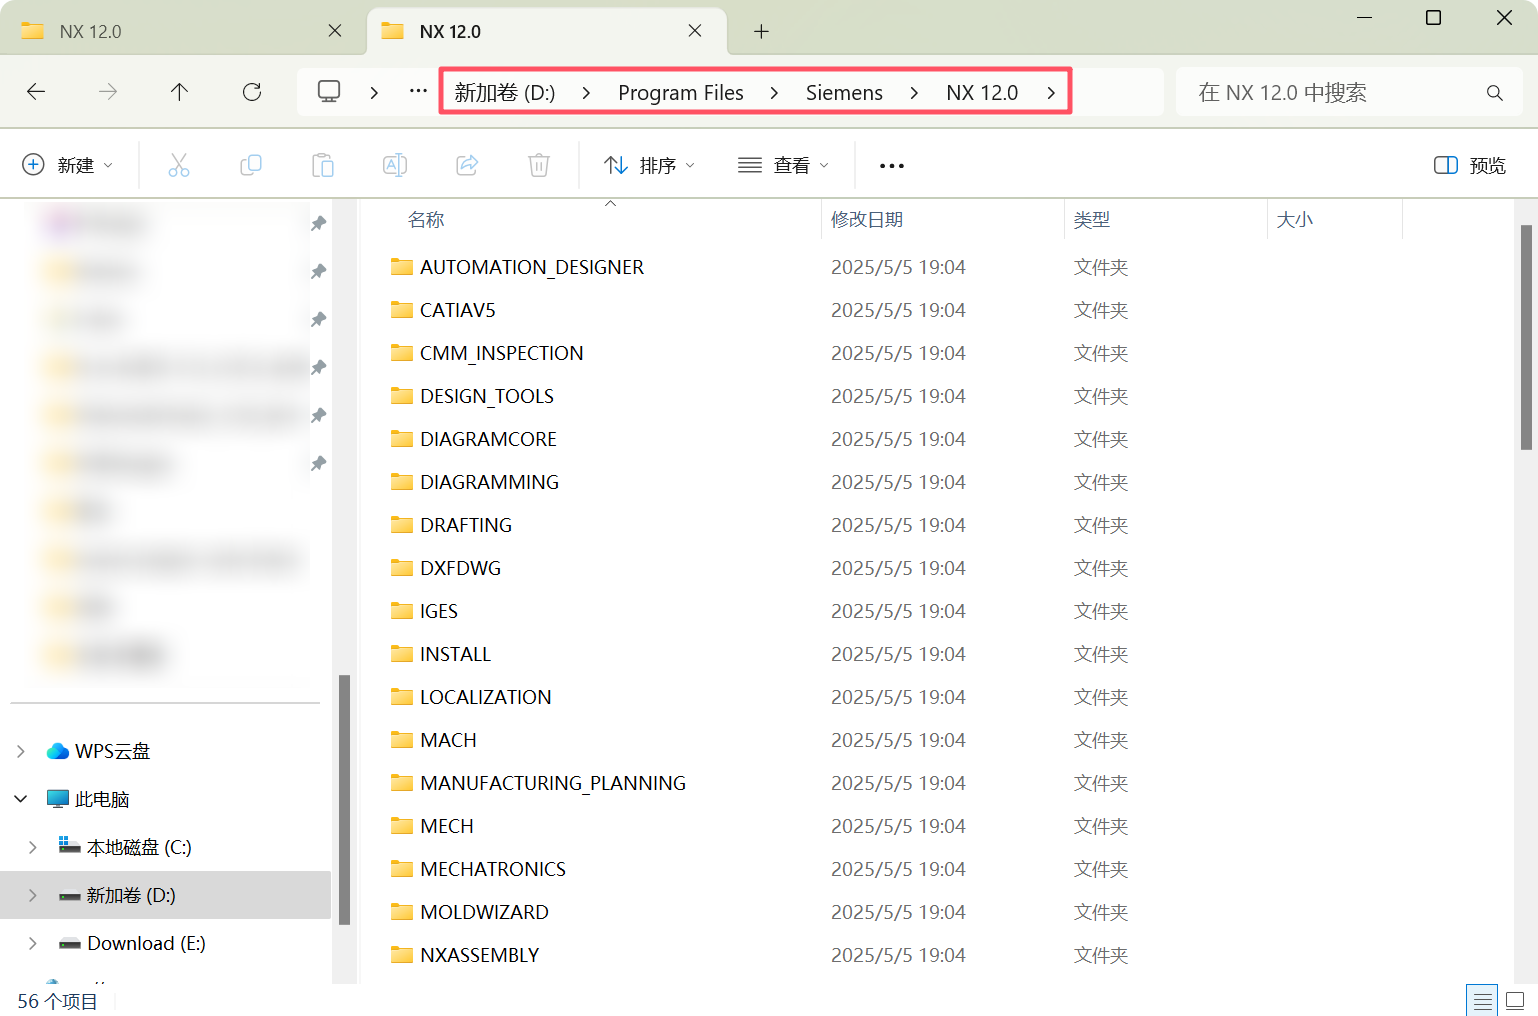 NX 12.0
NX 12.0
新加卷 (D:) > Program Files > Siemens > NX 12.0 >
在 NX 12.0 中搜索
新建
排序
查看
预览
名称 修改日期 类型 大小
AUTOMATION_DESIGNER 2025/5/5 19:04 文件夹
CATIAV5 2025/5/5 19:04 文件夹
CMM_INSPECTION 2025/5/5 19:04 文件夹
DESIGN_TOOLS 2025/5/5 19:04 文件夹
DIAGRAMCORE 2025/5/5 19:04 文件夹
DIAGRAMMING 2025/5/5 19:04 文件夹
DRAFTING 2025/5/5 19:04 文件夹
DXFDWG 2025/5/5 19:04 文件夹
IGES 2025/5/5 19:04 文件夹
INSTALL 2025/5/5 19:04 文件夹
LOCALIZATION 2025/5/5 19:04 文件夹
MACH 2025/5/5 19:04 文件夹
MANUFACTURING_PLANNING 2025/5/5 19:04 文件夹
MECH 2025/5/5 19:04 文件夹
MECHATRONICS 2025/5/5 19:04 文件夹
MOLDWIZARD 2025/5/5 19:04 文件夹
NXASSEMBLY 2025/5/5 19:04 文件夹
WPS云盘
此电脑
本地磁盘 (C:)
新加卷 (D:)
Download (E:)
56 个项目